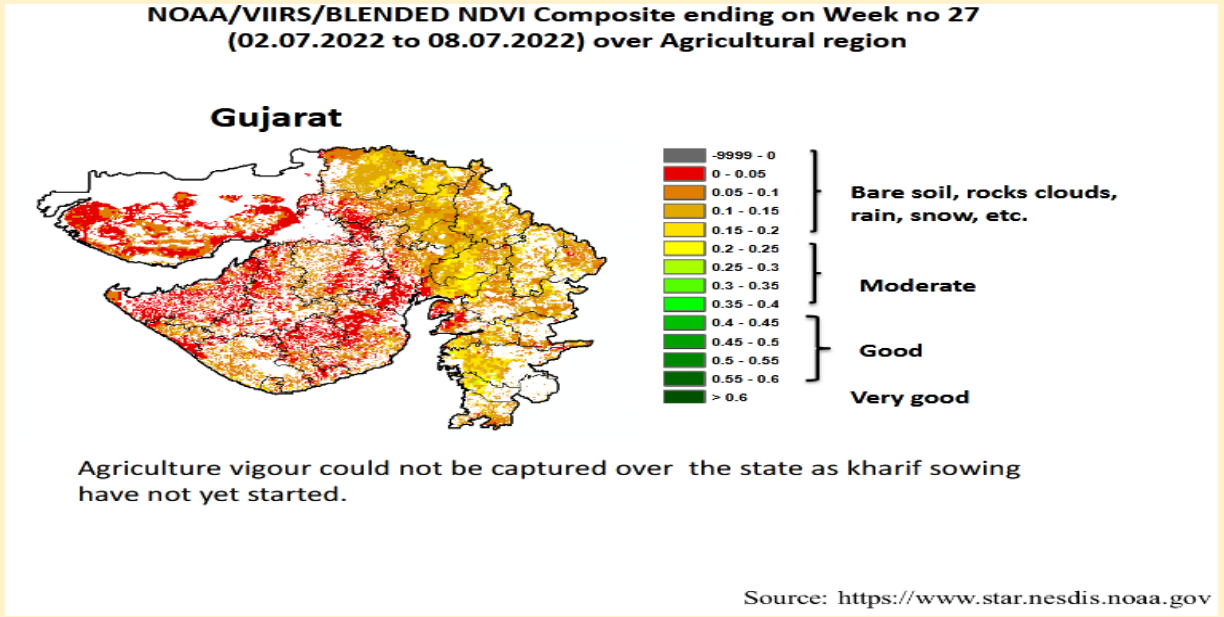 NOAA/VIIRS/BLENDED NDVI Composite ending on Week no 27
(02.07.2022 to 08.07.2022) over Agricultural region
Gujarat
-9999 - 0
0 - 0.05
0.05 - 0.1
0.1 - 0.15
0.15 - 0.2
0.2 - 0.25
0.25 - 0.3
0.3 - 0.35
0.35 - 0.4
0.4 - 0.45
0.45 - 0.5
0.5 - 0.55
0.55 - 0.6
> 0.6
Bare soil, rocks clouds,
rain, snow, etc.
Moderate
Good
Very good
Agriculture vigour could not be captured over the state as kharif sowing
have not yet started.
Source: https://www.star.nesdis.noaa.gov